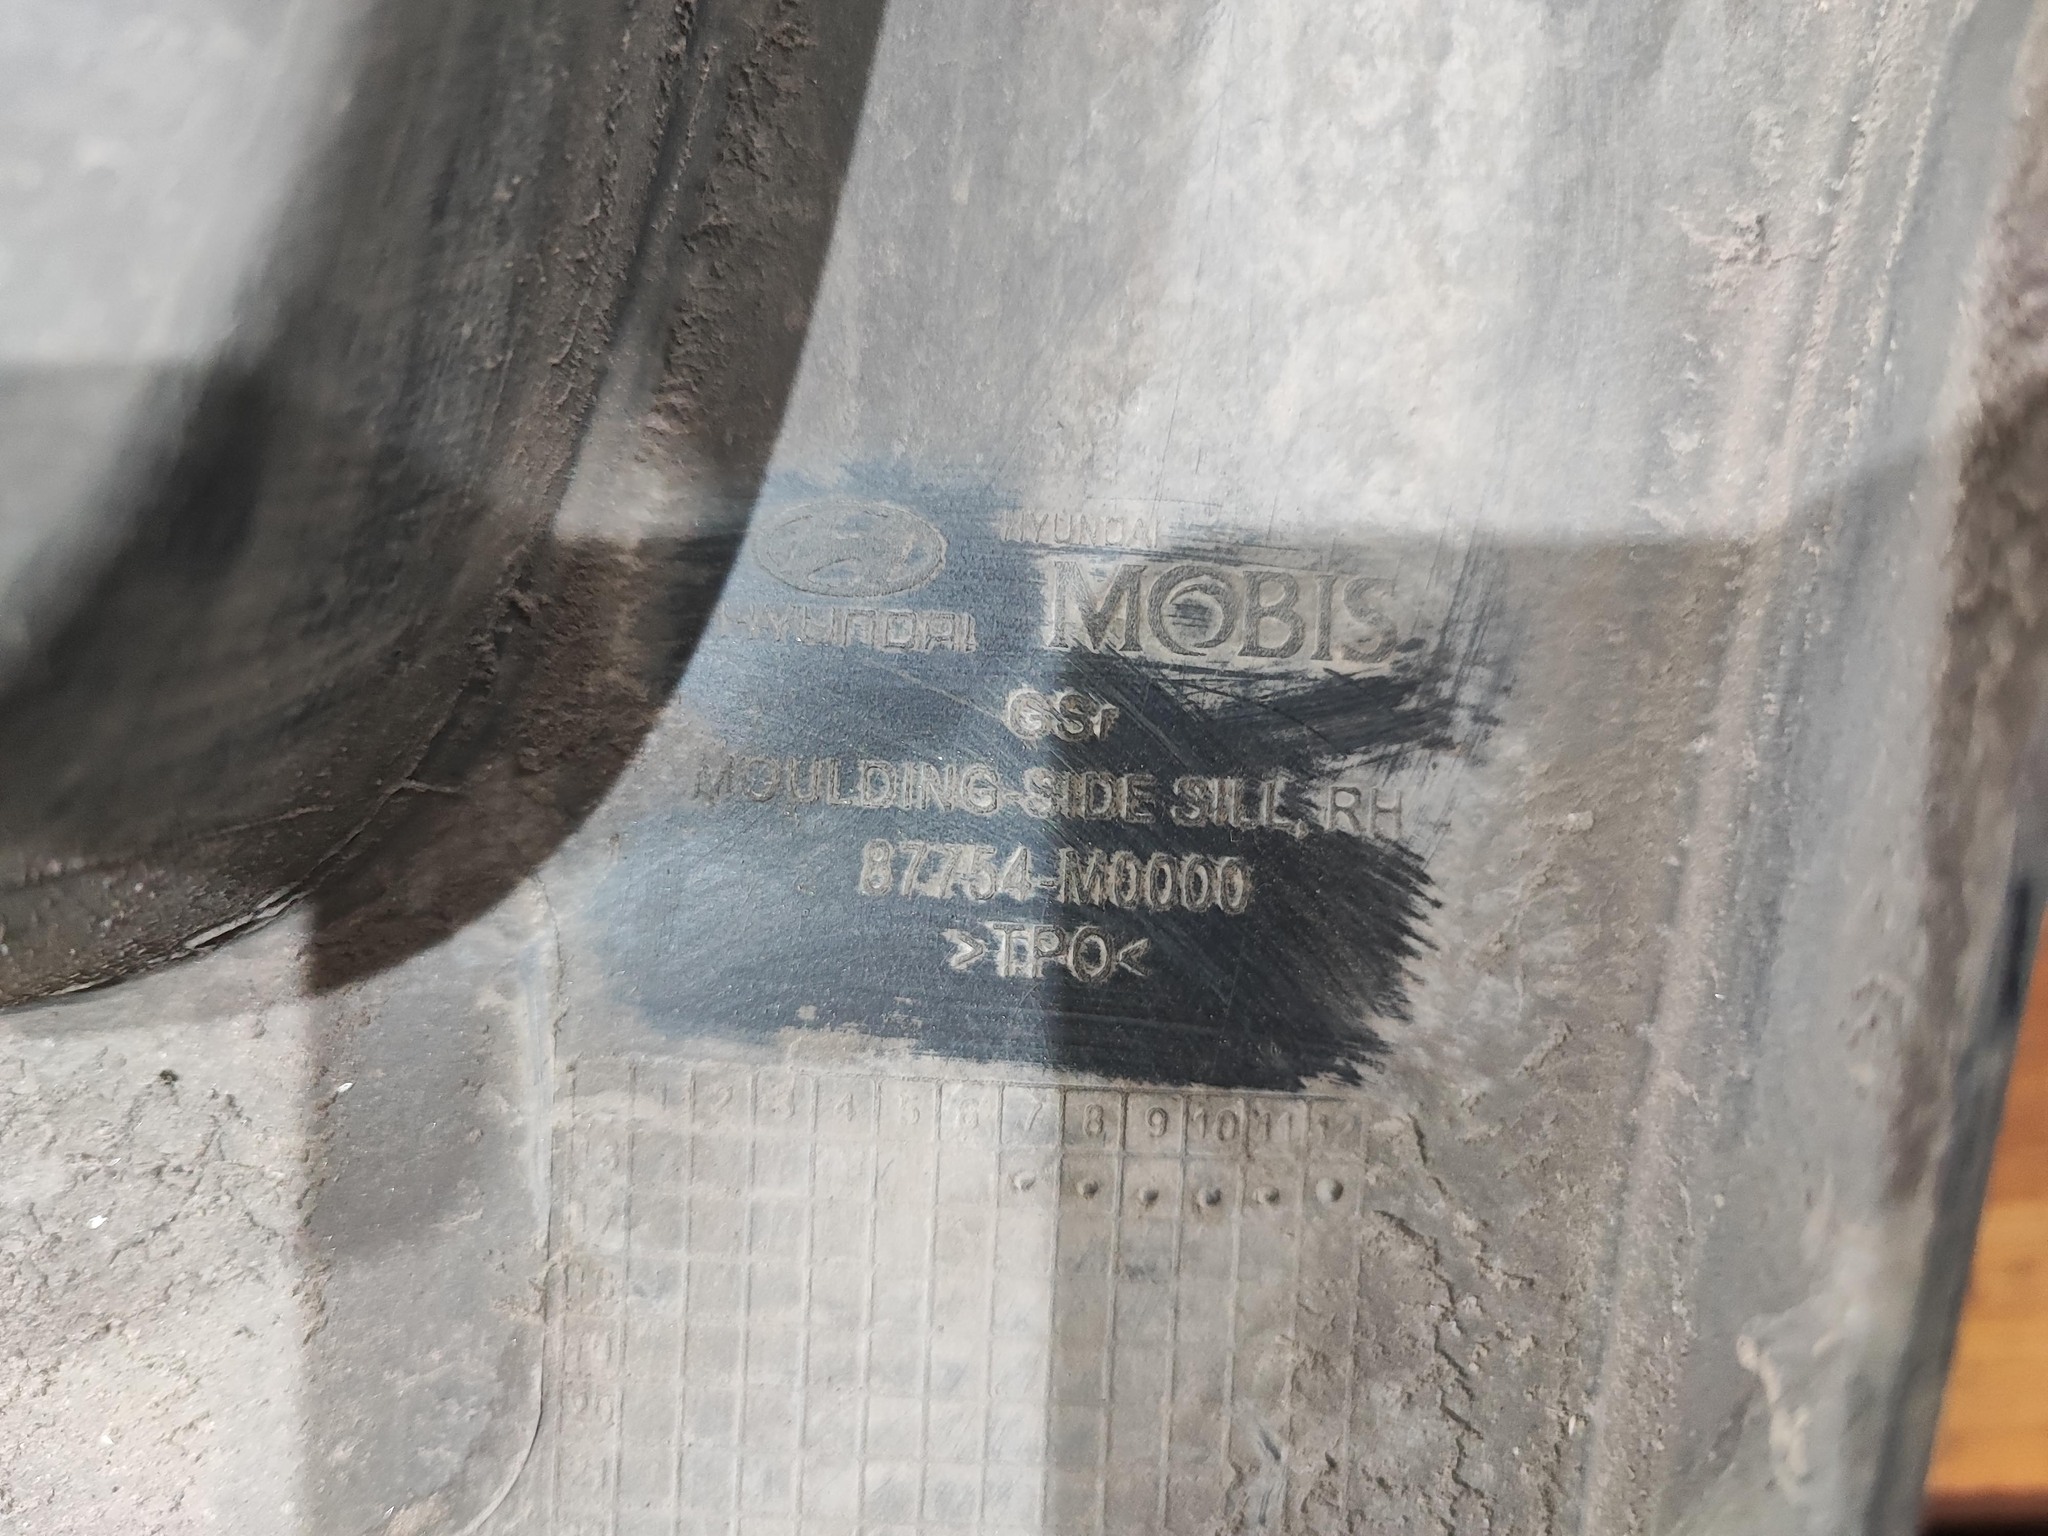 HYUNDAI
HYUNDAI
MOBIS
GSr
MOULDING-SIDE SILL, RH
87754-M0000
>TPO<
1 2 3 4 5 6 7 8 9 10 11 12